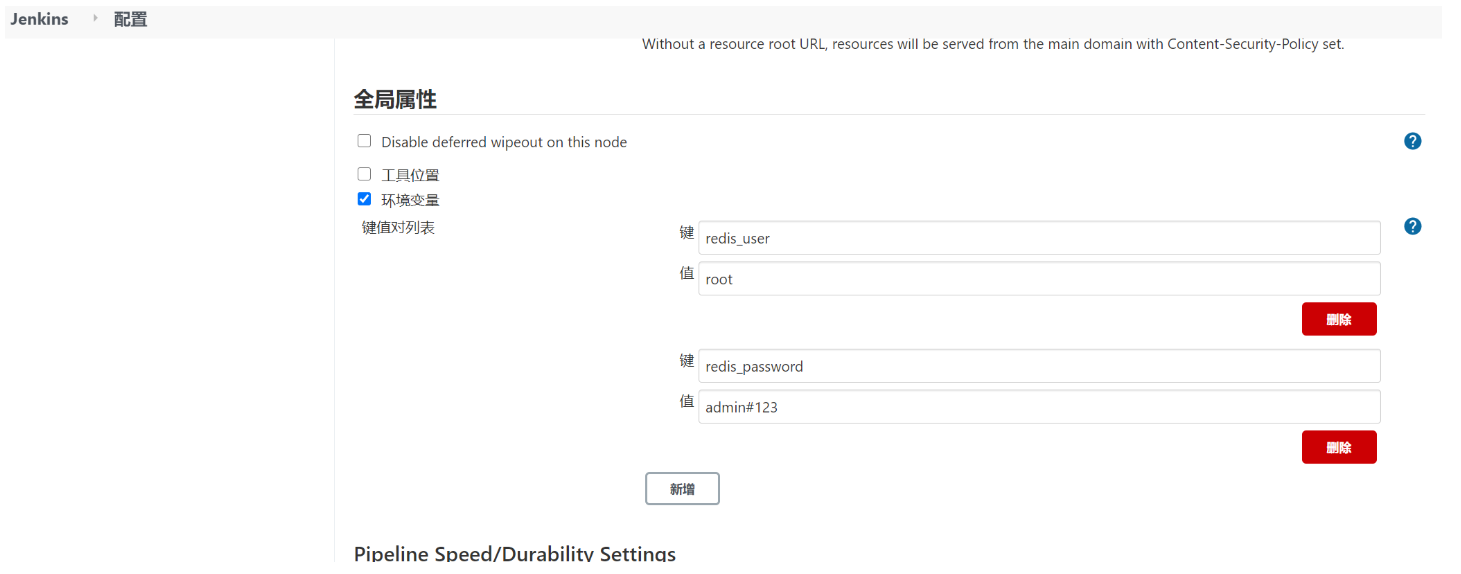 Jenkins 配置
Without a resource root URL, resources will be served from the main domain with Content-Security-Policy set.
全局属性
Disable deferred wipeout on this node
?
工具位置
环境变量
键值对列表
?
键 redis_user
值 root
删除
键 redis_password
值 admin#123
删除
新增
Pipeline Speed/Durability Settings